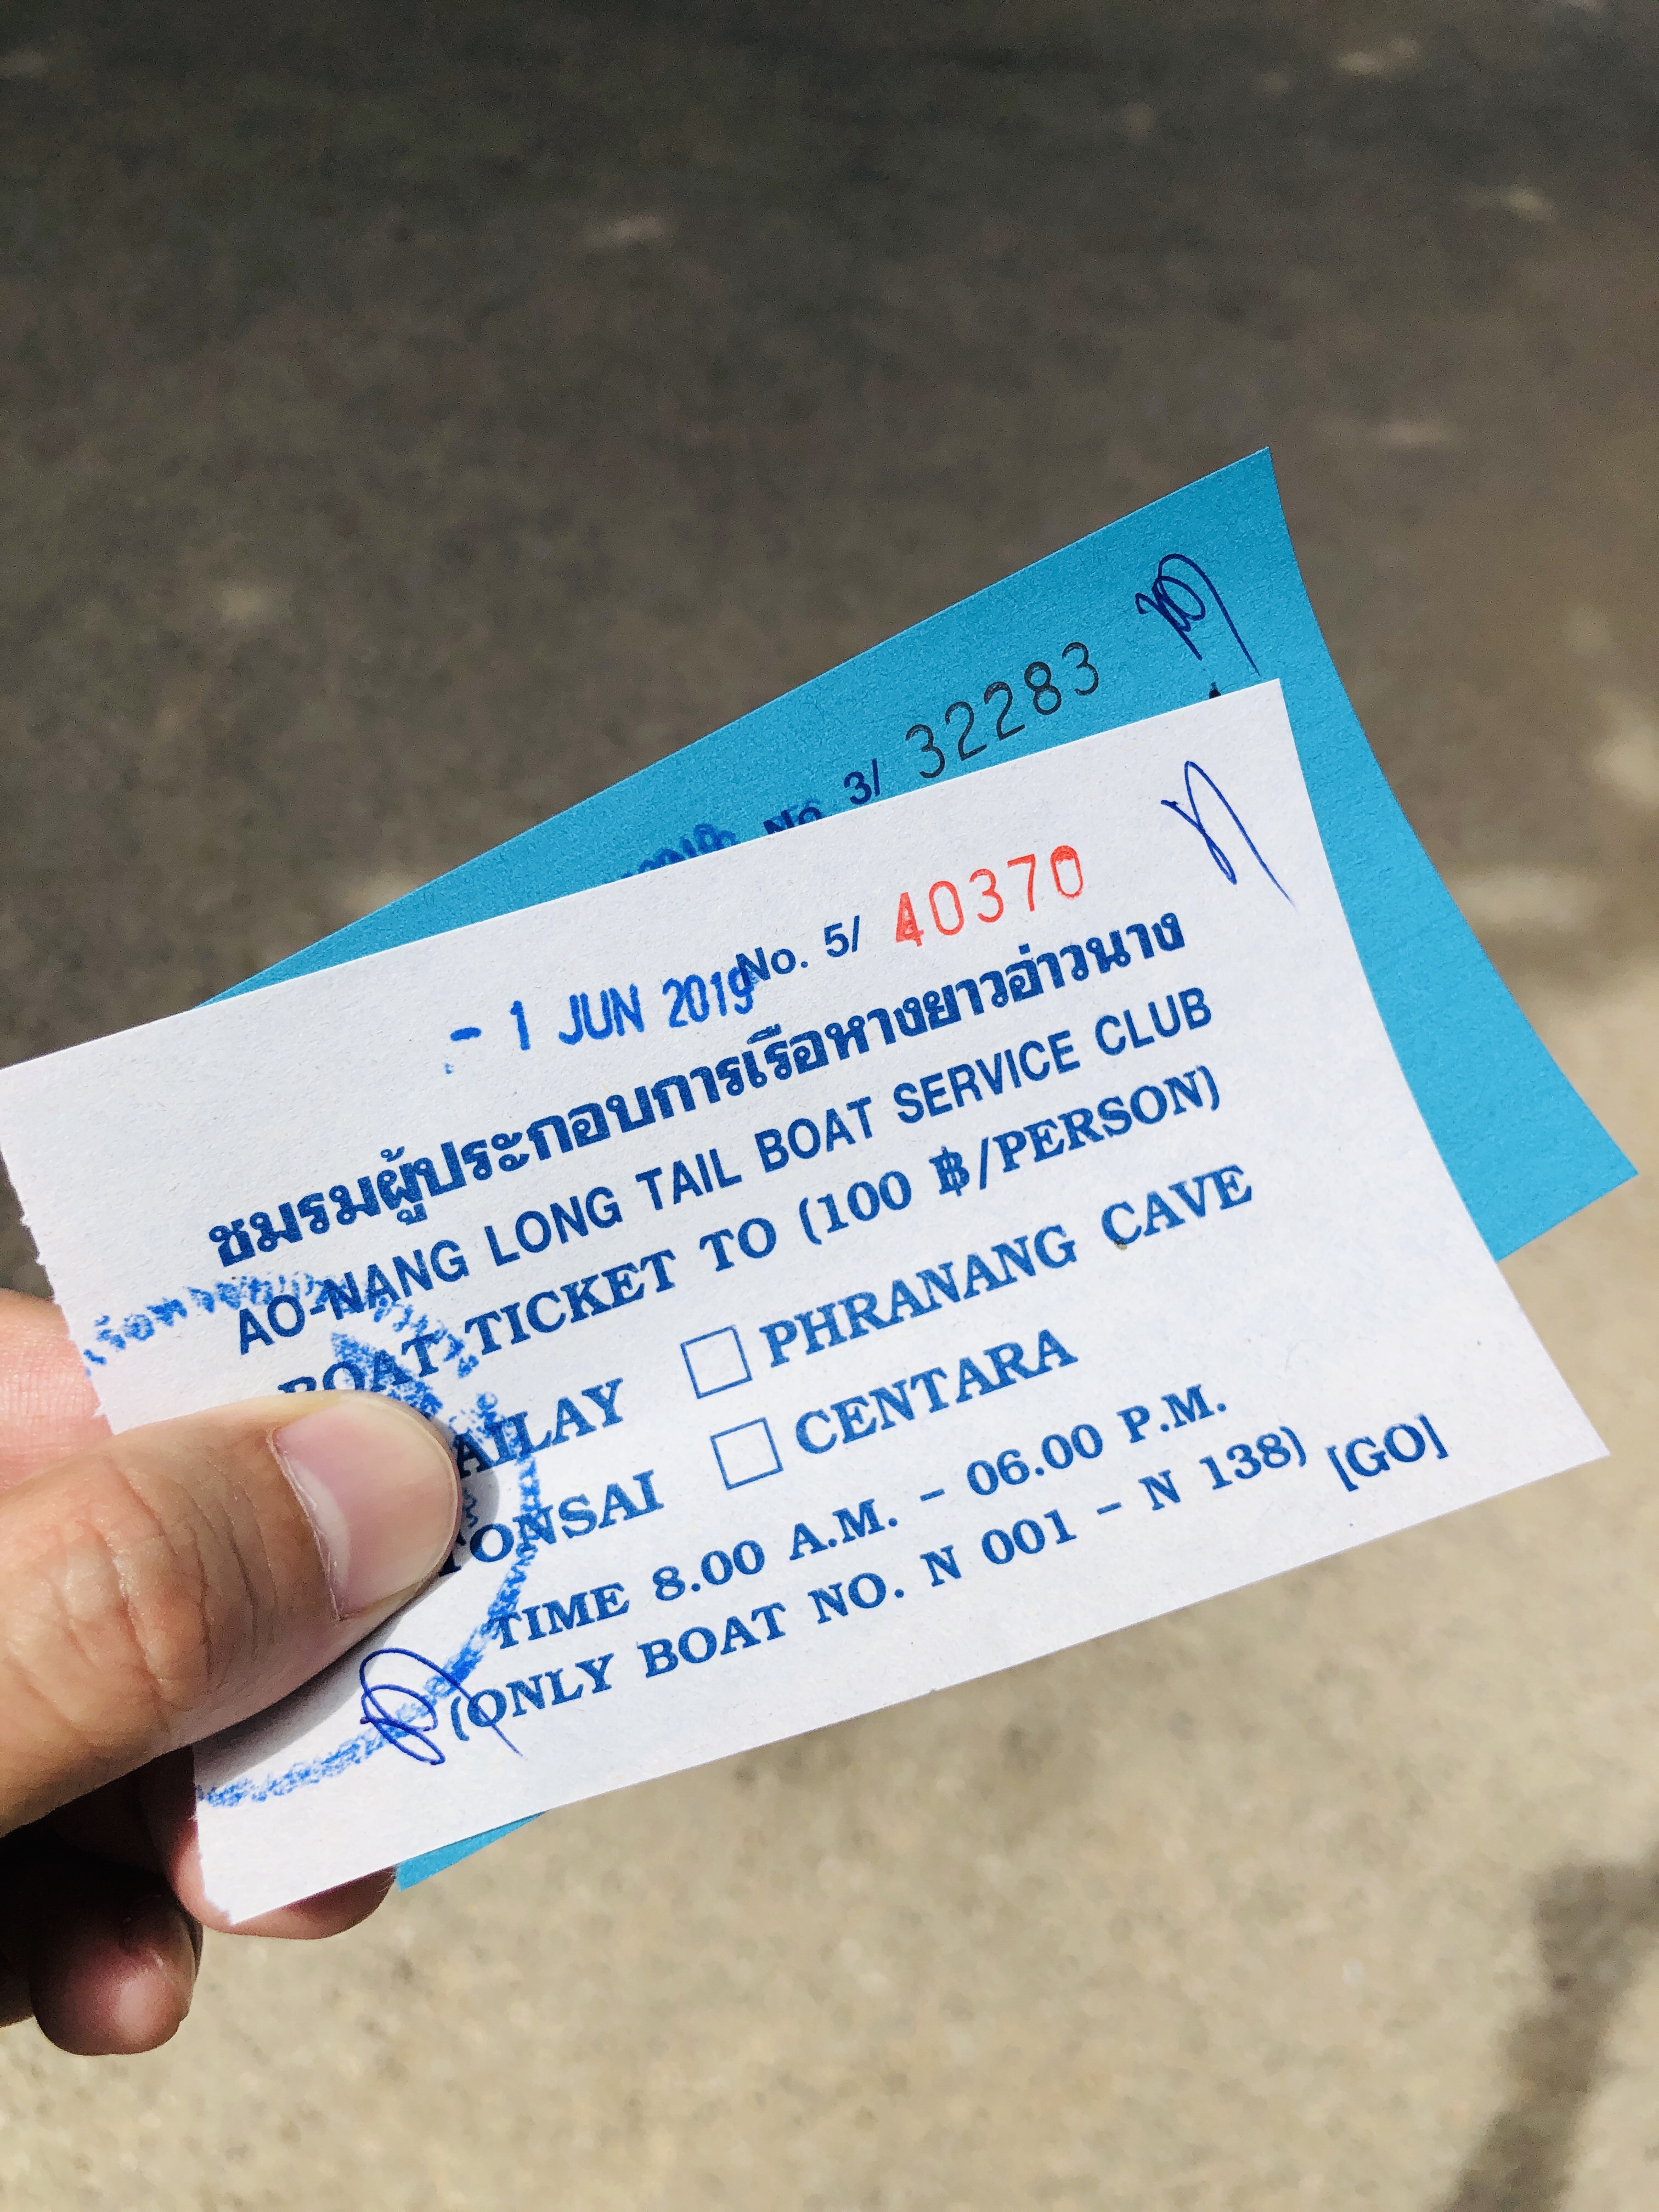 No. 3/ 32283
- 1 JUN 2019 No. 5/ 40370
ชมรมผู้ประกอบการเรือหางยาวอ่าวนาง
AO-NANG LONG TAIL BOAT SERVICE CLUB
BOAT TICKET TO (100 ฿/PERSON)
AILAY □ PHRANANG CAVE
TONSAI □ CENTARA
TIME 8.00 A.M. - 06.00 P.M.
(ONLY BOAT NO. N 001 - N 138) [GO]